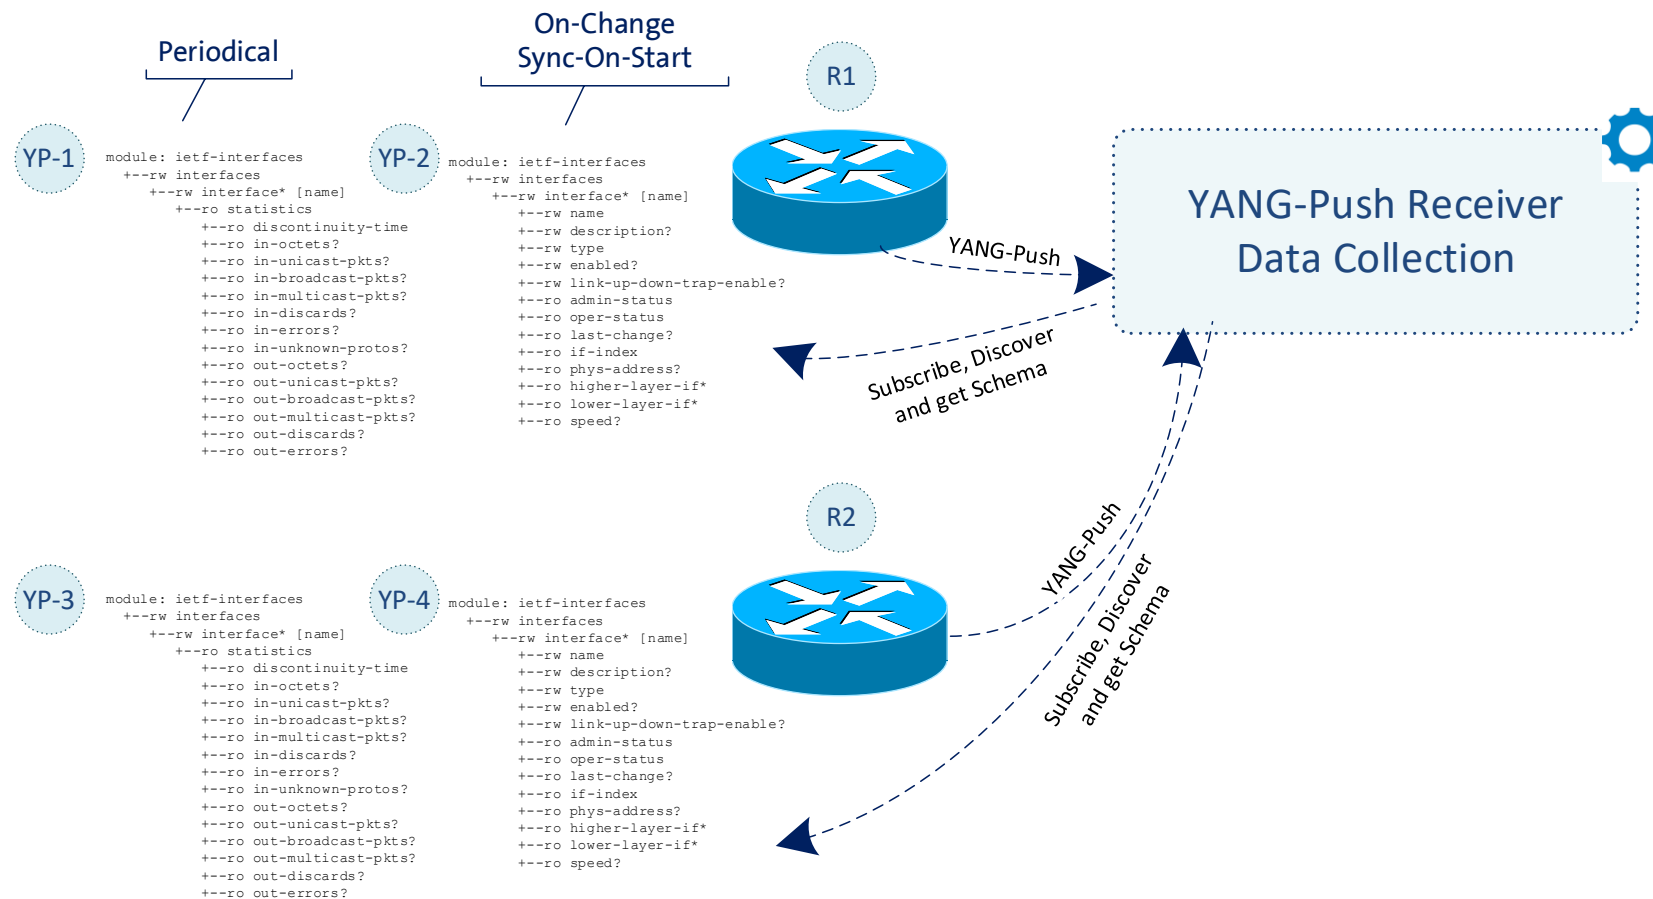 Periodical
On-Change
Sync-On-Start
R1
YP-1
module: ietf-interfaces
+--rw interfaces
+--rw interface* [name]
+--ro statistics
+--ro discontinuity-time
+--ro in-octets?
+--ro in-unicast-pkts?
+--ro in-broadcast-pkts?
+--ro in-multicast-pkts?
+--ro in-discards?
+--ro in-errors?
+--ro in-unknown-protos?
+--ro out-octets?
+--ro out-unicast-pkts?
+--ro out-broadcast-pkts?
+--ro out-multicast-pkts?
+--ro out-discards?
+--ro out-errors?
YP-2
module: ietf-interfaces
+--rw interfaces
+--rw interface* [name]
+--rw name
+--rw description?
+--rw type
+--rw enabled?
+--rw link-up-down-trap-enable?
+--ro admin-status
+--ro oper-status
+--ro last-change?
+--ro if-index
+--ro phys-address?
+--ro higher-layer-if*
+--ro lower-layer-if*
+--ro speed?
YANG-Push
Subscribe, Discover
and get Schema
YANG-Push Receiver
Data Collection
R2
YP-3
module: ietf-interfaces
+--rw interfaces
+--rw interface* [name]
+--ro statistics
+--ro discontinuity-time
+--ro in-octets?
+--ro in-unicast-pkts?
+--ro in-broadcast-pkts?
+--ro in-multicast-pkts?
+--ro in-discards?
+--ro in-errors?
+--ro in-unknown-protos?
+--ro out-octets?
+--ro out-unicast-pkts?
+--ro out-broadcast-pkts?
+--ro out-multicast-pkts?
+--ro out-discards?
+--ro out-errors?
YP-4
module: ietf-interfaces
+--rw interfaces
+--rw interface* [name]
+--rw name
+--rw description?
+--rw type
+--rw enabled?
+--rw link-up-down-trap-enable?
+--ro admin-status
+--ro oper-status
+--ro last-change?
+--ro if-index
+--ro phys-address?
+--ro higher-layer-if*
+--ro lower-layer-if*
+--ro speed?
YANG-Push
Subscribe, Discover
and get Schema